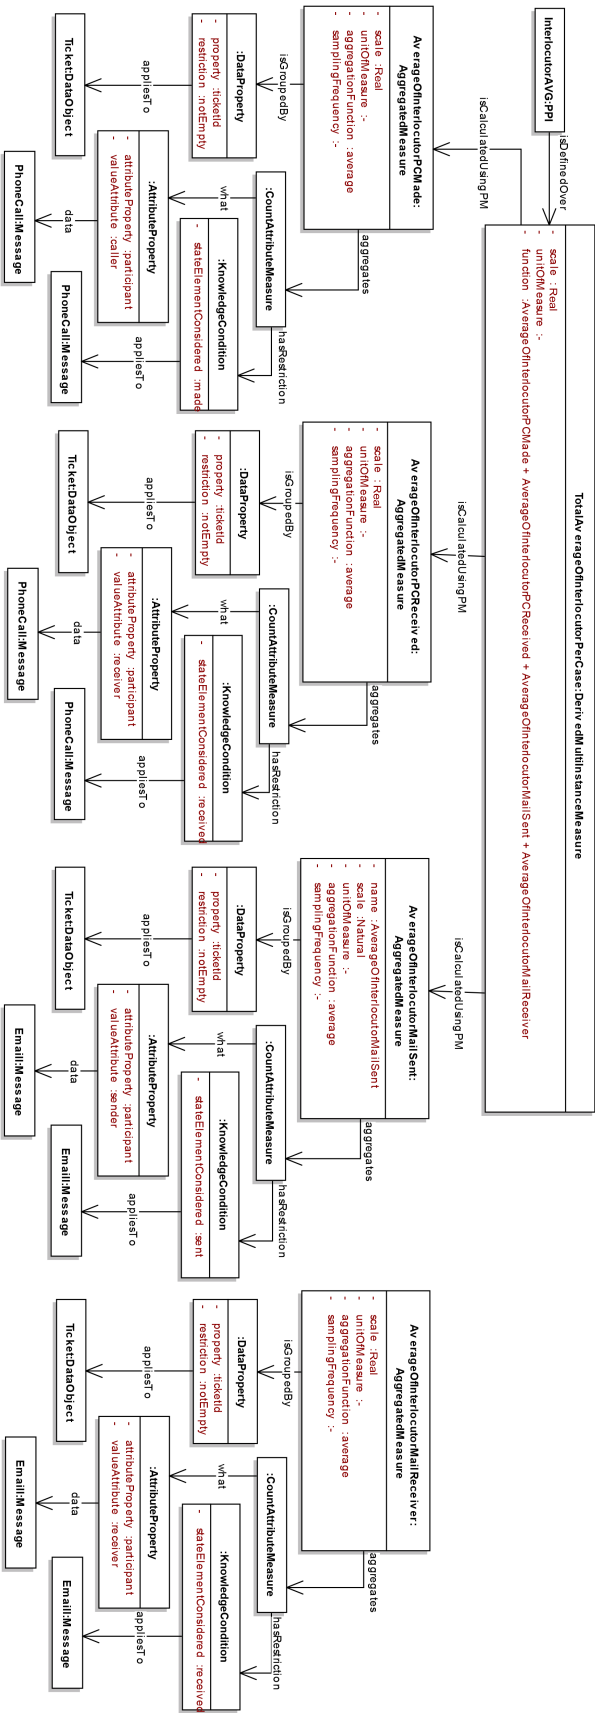 InterlocutorAVG:PPI
isDefinedOver
TotalAverageOfInterlocutorPerCase:DerivedMultiInstanceMeasure
- scale :Real
- unitOfMeasure :-
- function :AverageOfInterlocutorPCMade + AverageOfInterlocutorPCReceived + AverageOfInterlocutorMailSent + AverageOfInterlocutorMailReceiver
isCalculatedUsingPM
isCalculatedUsingPM
isCalculatedUsingPM
AverageOfInterlocutorPCMade:
AggregatedMeasure
- scale :Real
- unitOfMeasure :-
- aggregationFunction :average
- samplingFrequency :-
isGroupedBy
aggregates
:DataProperty
- property :ticketId
- restriction :notEmpty
appliesTo
Ticket:DataObject
:CountAttributeMeasure
what
hasRestriction
:AttributeProperty
- attributeProperty :participant
- valueAttribute :caller
data
PhoneCall:Message
:KnowledgeCondition
- stateElementConsidered :made
appliesTo
PhoneCall:Message
AverageOfInterlocutorPCReceived:
AggregatedMeasure
- scale :Real
- unitOfMeasure :-
- aggregationFunction :average
- samplingFrequency :-
isGroupedBy
aggregates
:DataProperty
- property :ticketId
- restriction :notEmpty
appliesTo
Ticket:DataObject
:CountAttributeMeasure
what
hasRestriction
:AttributeProperty
- attributeProperty :participant
- valueAttribute :receiver
data
PhoneCall:Message
:KnowledgeCondition
- stateElementConsidered :received
appliesTo
PhoneCall:Message
AverageOfInterlocutorMailSent:
AggregatedMeasure
- name :AverageOfInterlocutorMailSent
- scale :Natural
- unitOfMeasure :-
- aggregationFunction :average
- samplingFrequency :-
isGroupedBy
aggregates
:DataProperty
- property :ticketId
- restriction :notEmpty
appliesTo
Ticket:DataObject
:CountAttributeMeasure
what
hasRestriction
:AttributeProperty
- attributeProperty :participant
- valueAttribute :sender
data
Email:Message
:KnowledgeCondition
- stateElementConsidered :sent
appliesTo
Emaill:Message
AverageOfInterlocutorMailReceiver:
AggregatedMeasure
- scale :Real
- unitOfMeasure :-
- aggregationFunction :average
- samplingFrequency :-
isGroupedBy
aggregates
:DataProperty
- property :ticketId
- restriction :notEmpty
appliesTo
Ticket:DataObject
:CountAttributeMeasure
what
hasRestriction
:AttributeProperty
- attributeProperty :participant
- valueAttribute :receiver
data
Emaill:Message
:KnowledgeCondition
- stateElementConsidered :received
appliesTo
Emaill:Message